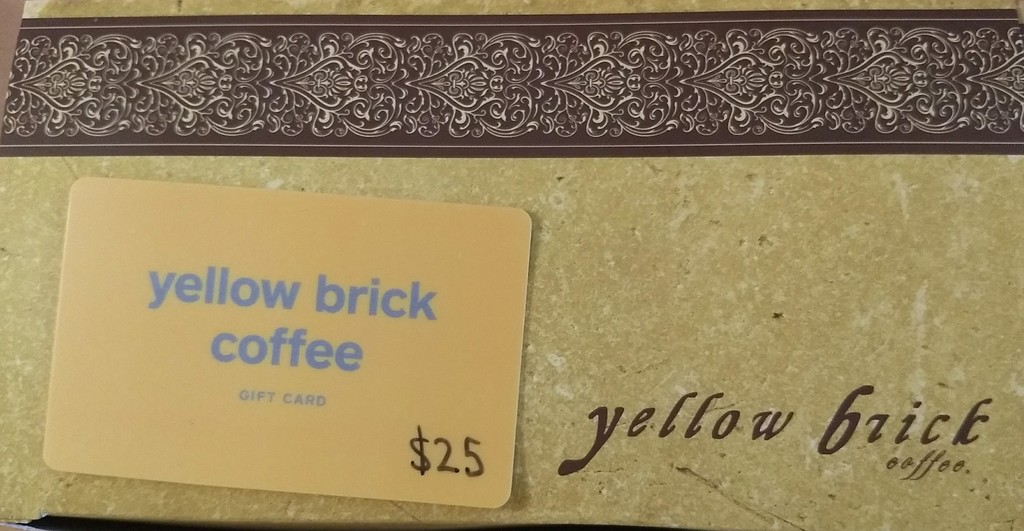 yellow brick
coffee
GIFT CARD
$25
yellow brick
coffee.